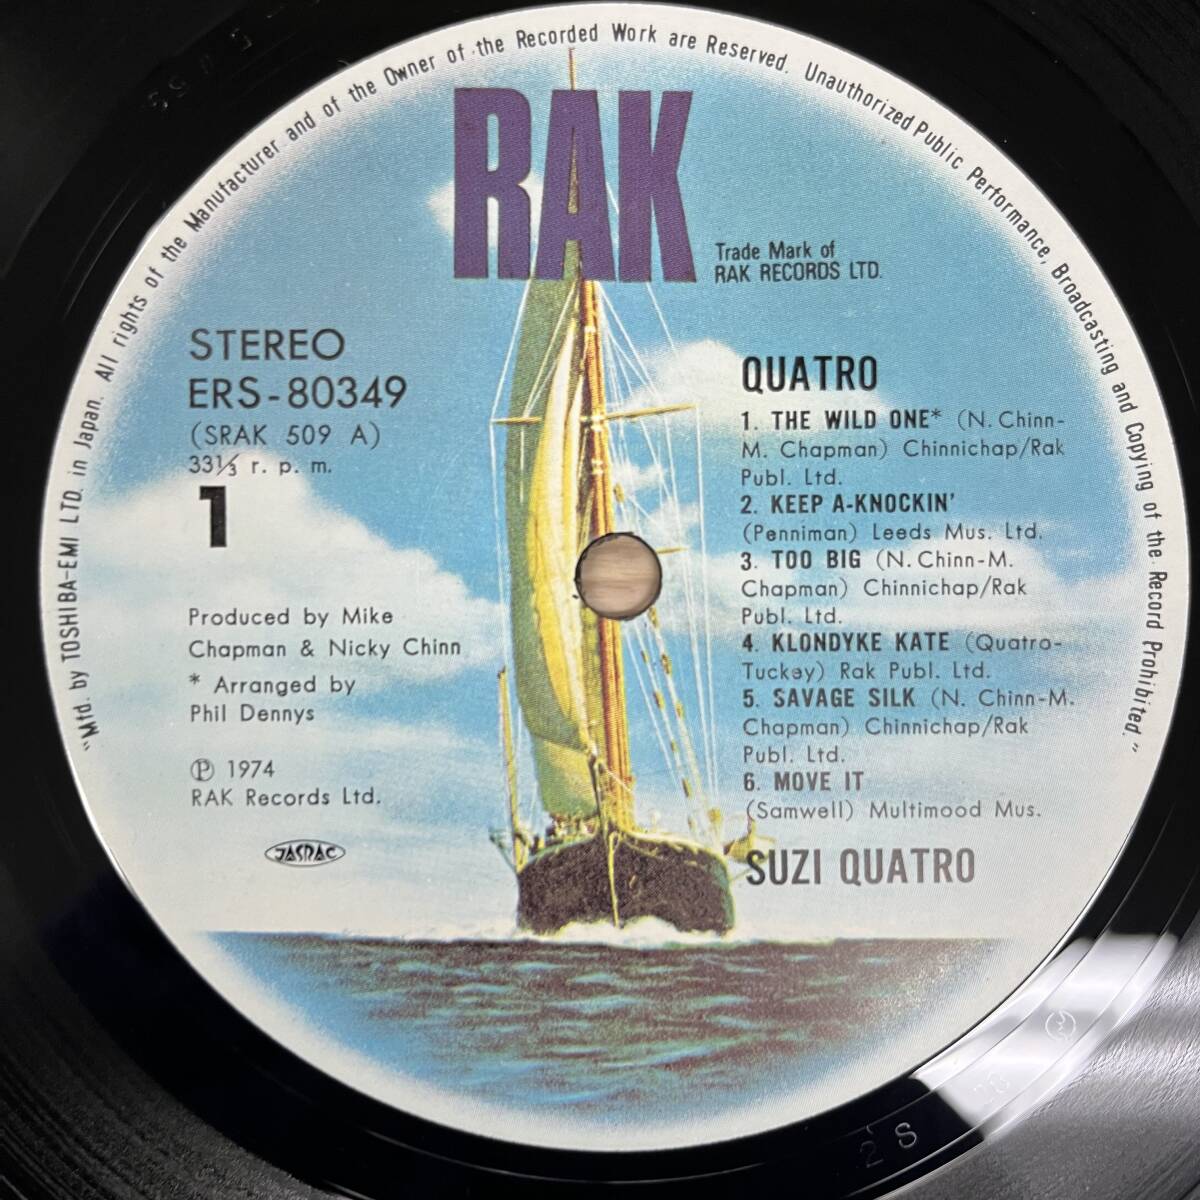 "Mfd. by TOSHIBA-EMI LTD. in Japan. All rights of the Manufacturer and of the Owner of the Recorded Work are Reserved. Unauthorized Public Performance, Broadcasting and Copying of the Record Prohibited."
RAK
Trade Mark of
RAK RECORDS LTD.
STEREO
ERS-80349
(SRAK 509 A)
33⅓ r. p. m.
1
Produced by Mike
Chapman & Nicky Chinn
* Arranged by
Phil Dennys
Ⓟ 1974
RAK Records Ltd.
JASRAC
QUATRO
1. THE WILD ONE* (N. Chinn-
M. Chapman) Chinnichap/Rak
Publ. Ltd.
2. KEEP A-KNOCKIN'
(Penniman) Leeds Mus. Ltd.
3. TOO BIG (N. Chinn-M.
Chapman) Chinnichap/Rak
Publ. Ltd.
4. KLONDYKE KATE (Quatro-
Tuckey) Rak Publ. Ltd.
5. SAVAGE SILK (N. Chinn-M.
Chapman) Chinnichap/Rak
Publ. Ltd.
6. MOVE IT
(Samwell) Multimood Mus.
SUZI QUATRO
2 S